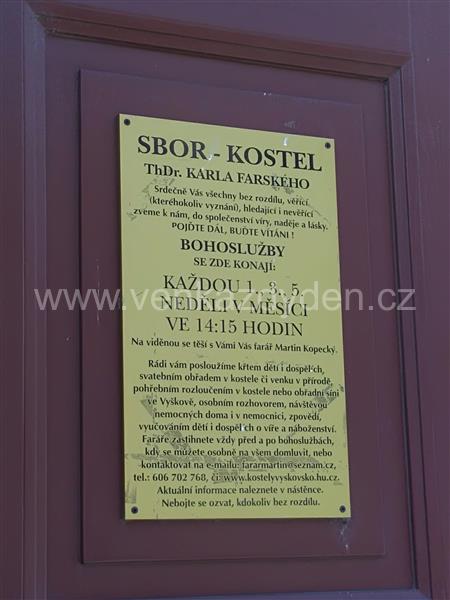 SBOR - KOSTEL
ThDr. KARLA FARSKÉHO
Srdečně Vás všechny bez rozdílu, věřící
(kteréhokoliv vyznání), hledající i nevěřící
zveme k nám, do společenství víry, naděje a lásky.
POJĎTE DÁL, BUĎTE VÍTÁNI !
BOHOSLUŽBY
SE ZDE KONAJÍ:
KAŽDOU 1., 3., 5.
www.venkazdyden.cz
NEDĚLI V MĚSÍCI
VE 14:15 HODIN
Na viděnou se těší s Vámi Váš farář Martin Kopecký.
Rádi vám posloužíme křtem dětí i dospělých,
svatebním obřadem v kostele či venku v přírodě,
pohřebním rozloučením v kostele nebo obřadní síni
ve Vyškově, osobním rozhovorem, návštěvou
nemocných doma i v nemocnici, zpovědí,
vyučováním dětí i dospělých o víře a náboženství.
Faráře zastihnete vždy před a po bohoslužbách,
kdy se můžete osobně na všem domluvit, nebo
kontaktovat na e-mailu: fararmartin@seznam.cz,
tel.: 606 702 768, či www.kostelyvyskovsko.hu.cz.
Aktuální informace naleznete v nástěnce.
Nebojte se ozvat, kdokoliv bez rozdílu.